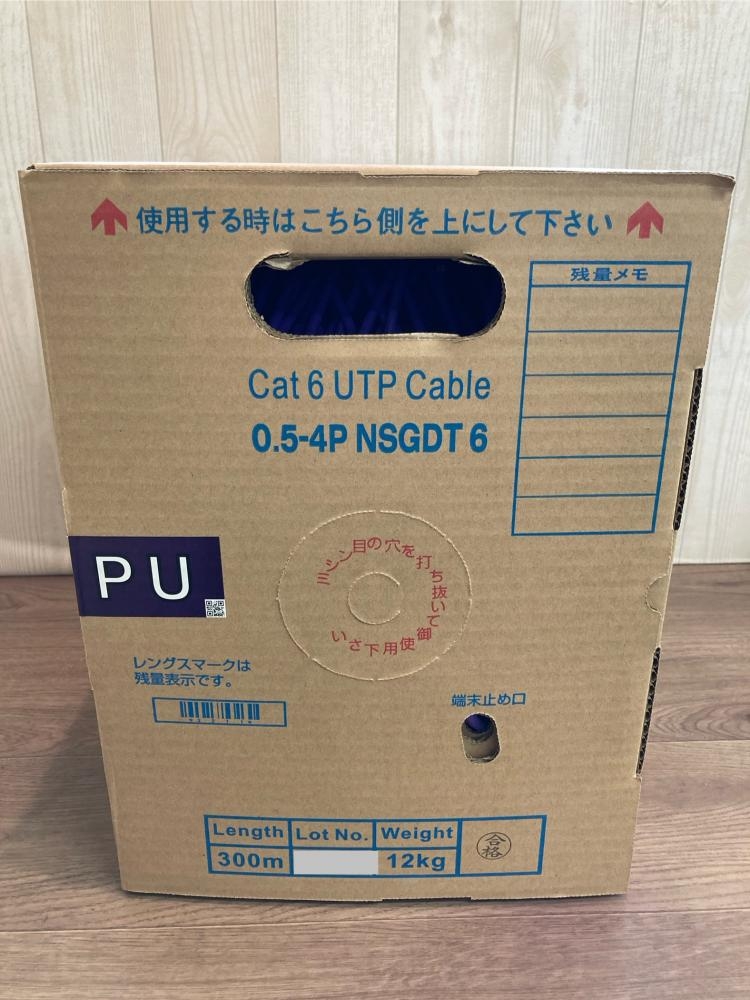 使用する時はこちら側を上にして下さい
残量メモ
Cat 6 UTP Cable
0.5-4P NSGDT 6
ミシン目の穴を打ち抜いて
御使用下さい
PU
レングスマークは
残量表示です。
端末止め口
Length Lot No. Weight
300m 12kg
合格